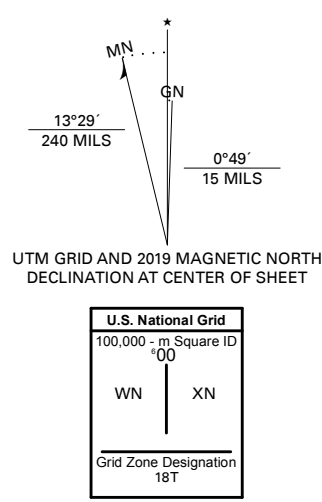 ★
MN
GN
13°29´
240 MILS
0°49´
15 MILS
UTM GRID AND 2019 MAGNETIC NORTH
DECLINATION AT CENTER OF SHEET
U.S. National Grid
100,000 - m Square ID
⁶00
WN XN
Grid Zone Designation
18T